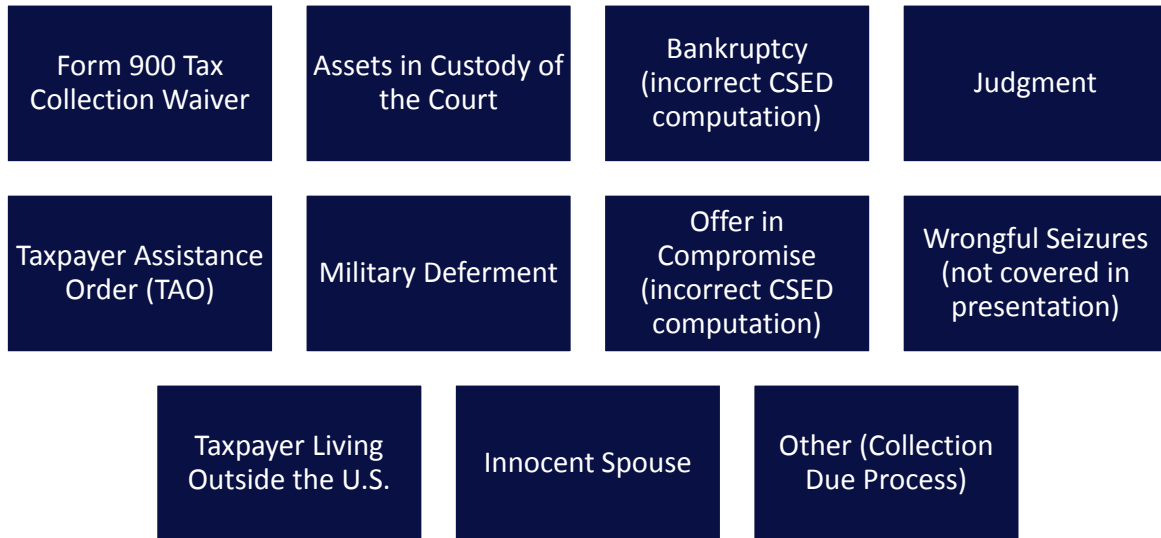 Form 900 Tax
Collection Waiver
Assets in Custody of
the Court
Bankruptcy
(incorrect CSED
computation)
Judgment
Taxpayer Assistance
Order (TAO)
Military Deferment
Offer in
Compromise
(incorrect CSED
computation)
Wrongful Seizures
(not covered in
presentation)
Taxpayer Living
Outside the U.S.
Innocent Spouse
Other (Collection
Due Process)